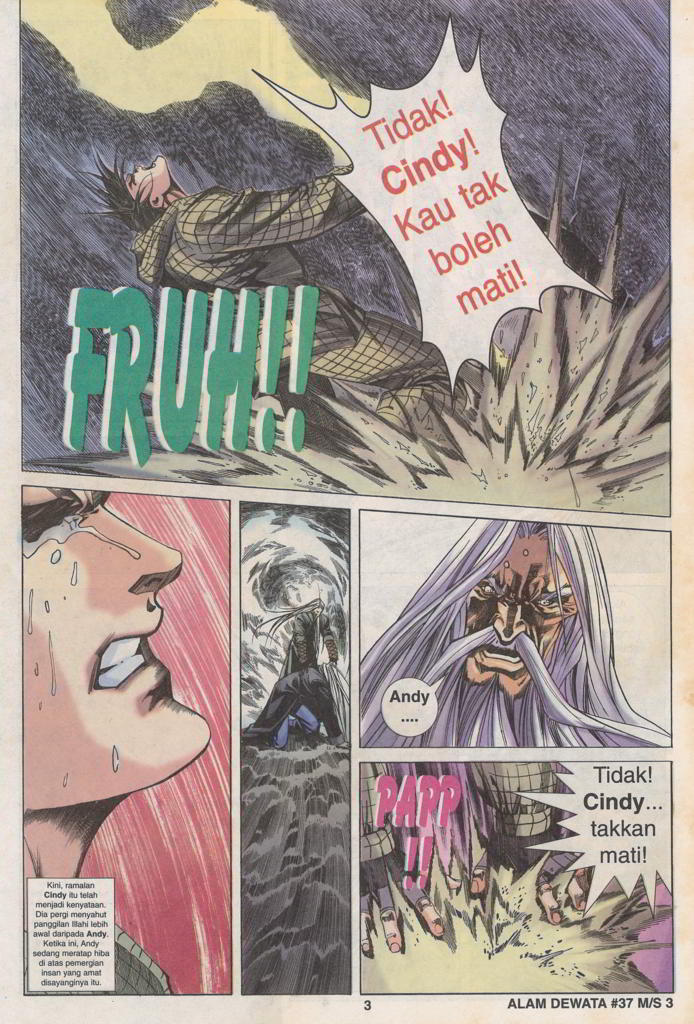 Tidak!
Cindy!
Kau tak
boleh
mati!
FRUH!!
Andy
....
PAPP
!!
Tidak!
Cindy...
takkan
mati!
Kini, ramalan
Cindy itu telah
menjadi kenyataan.
Dia pergi menyahut
panggilan Illahi lebih
awal daripada Andy.
Ketika ini, Andy
sedang meratap hiba
di atas pemergian
insan yang amat
disayanginya itu.
3
ALAM DEWATA #37 M/S 3